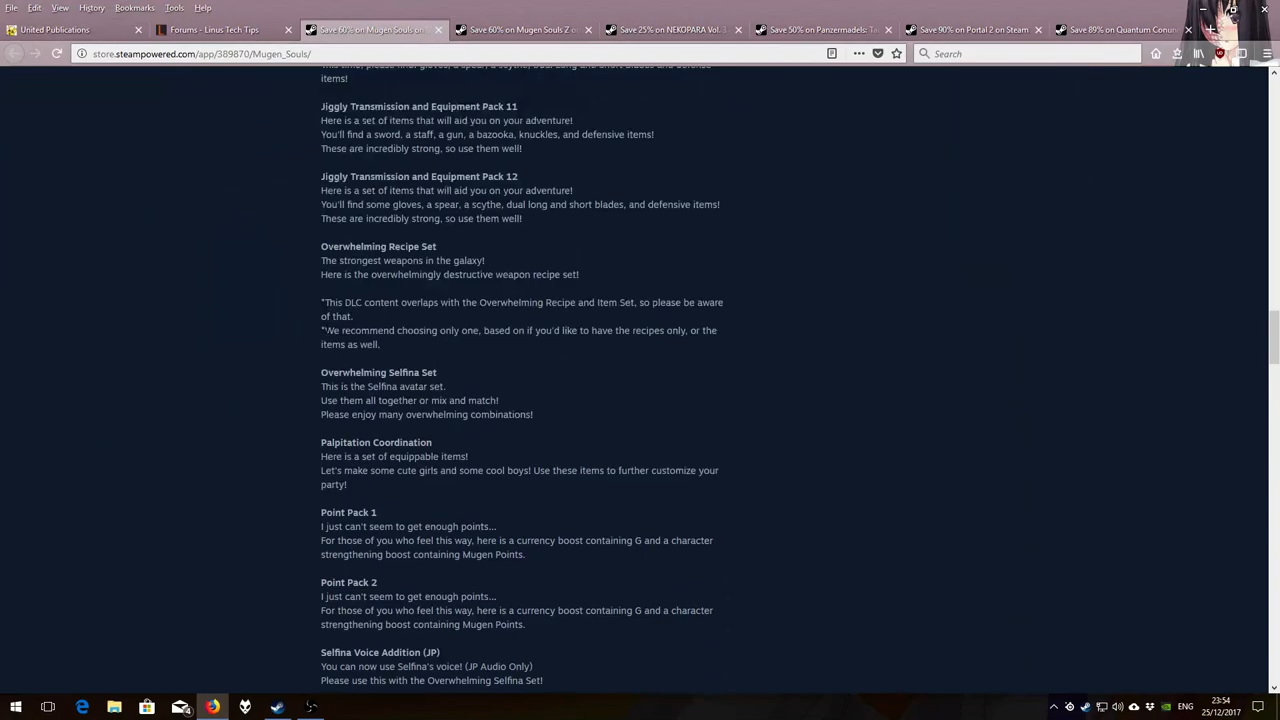 File Edit View History Bookmarks Tools Help
United Publications
Forums - Linus Tech Tips
Save 60% on Mugen Souls on
Save 60% on Mugen Souls Z o
Save 25% on NEKOPARA Vol. 3
Save 50% on Panzermadels: Ta
Save 90% on Portal 2 on Steam
Save 89% on Quantum Conun
store.steampowered.com/app/389870/Mugen_Souls/
Search
items!
Jiggly Transmission and Equipment Pack 11
Here is a set of items that will aid you on your adventure!
You'll find a sword, a staff, a gun, a bazooka, knuckles, and defensive items!
These are incredibly strong, so use them well!
Jiggly Transmission and Equipment Pack 12
Here is a set of items that will aid you on your adventure!
You'll find some gloves, a spear, a scythe, dual long and short blades, and defensive items!
These are incredibly strong, so use them well!
Overwhelming Recipe Set
The strongest weapons in the galaxy!
Here is the overwhelmingly destructive weapon recipe set!
*This DLC content overlaps with the Overwhelming Recipe and Item Set, so please be aware
of that.
*We recommend choosing only one, based on if you'd like to have the recipes only, or the
items as well.
Overwhelming Selfina Set
This is the Selfina avatar set.
Use them all together or mix and match!
Please enjoy many overwhelming combinations!
Palpitation Coordination
Here is a set of equippable items!
Let's make some cute girls and some cool boys! Use these items to further customize your
party!
Point Pack 1
I just can't seem to get enough points...
For those of you who feel this way, here is a currency boost containing G and a character
strengthening boost containing Mugen Points.
Point Pack 2
I just can't seem to get enough points...
For those of you who feel this way, here is a currency boost containing G and a character
strengthening boost containing Mugen Points.
Selfina Voice Addition (JP)
You can now use Selfina's voice! (JP Audio Only)
Please use this with the Overwhelming Selfina Set!
4
ENG
23:54
25/12/2017